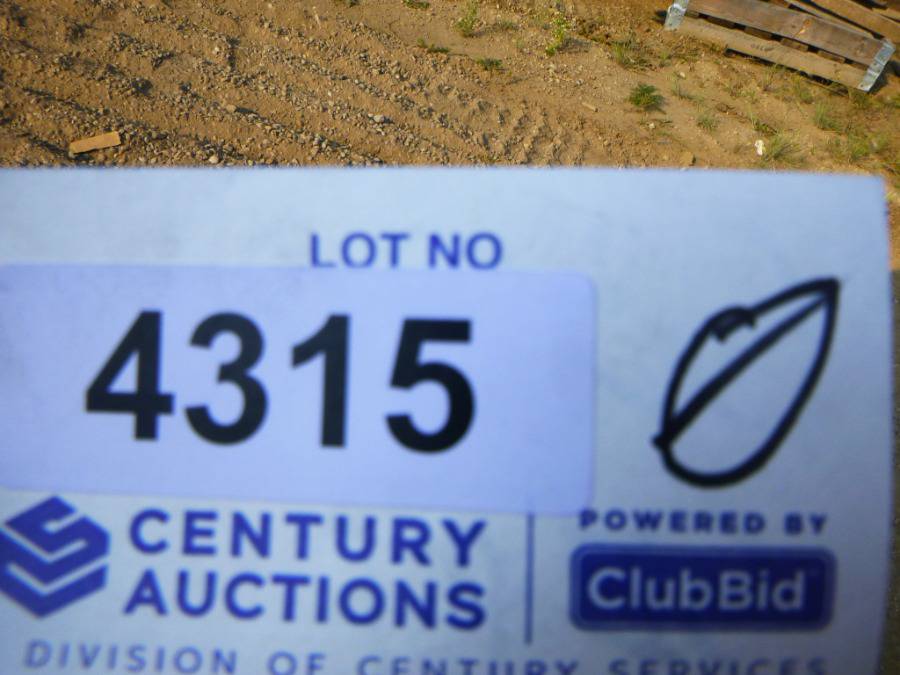 LOT NO
4315
CENTURY
AUCTIONS
DIVISION OF CENTURY SERVICES
POWERED BY
ClubBid